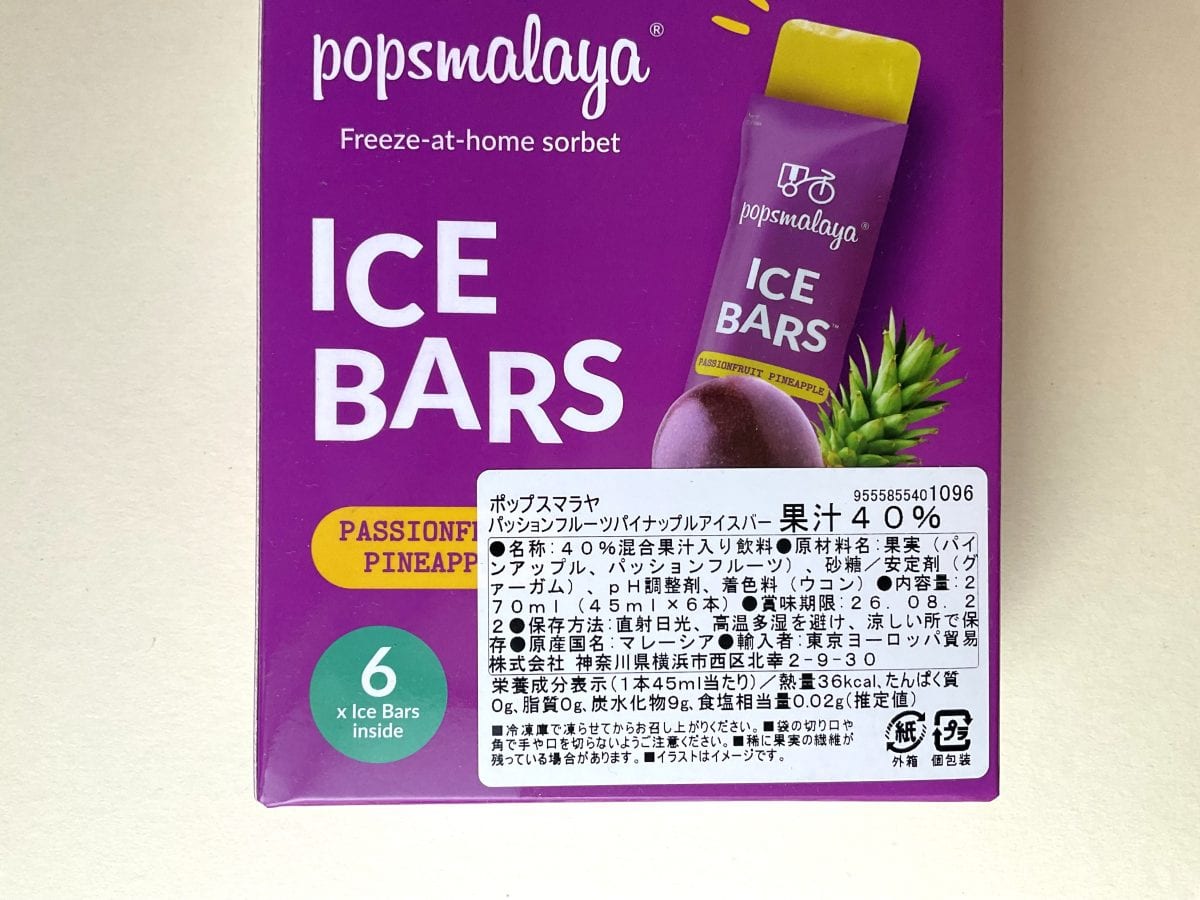 popsmalaya®
Freeze-at-home sorbet
ICE
BARS
popsmalaya®
ICE
BARS™
PASSIONFRUIT PINEAPPLE
PINEAPP
6
x Ice Bars
inside
ポップスマラヤ
9555855401096
パッションフルーツパイナップルアイスバー 果汁40%
●名称:40%混合果汁入り飲料●原材料名:果実(パイ
ンアップル、パッションフルーツ)、砂糖/安定剤(グ
ァーガム)、pH調整剤、着色料(ウコン)●内容量:2
70ml(45ml×6本)●賞味期限:26.08.2
2●保存方法:直射日光、高温多湿を避け、涼しい所で保
存●原産国名:マレーシア●輸入者:東京ヨーロッパ貿易
株式会社 神奈川県横浜市西区北幸2-9-30
栄養成分表示(1本45ml当たり)/熱量36kcal、たんぱく質
0g、脂質0g、炭水化物9g、食塩相当量0.02g(推定値)
■冷凍庫で凍らせてからお召し上がりください。■袋の切り口や
角で手や口を切らないようご注意ください。■稀に果実の繊維が
残っている場合があります。■イラストはイメージです。
紙 プラ
外箱 個包装